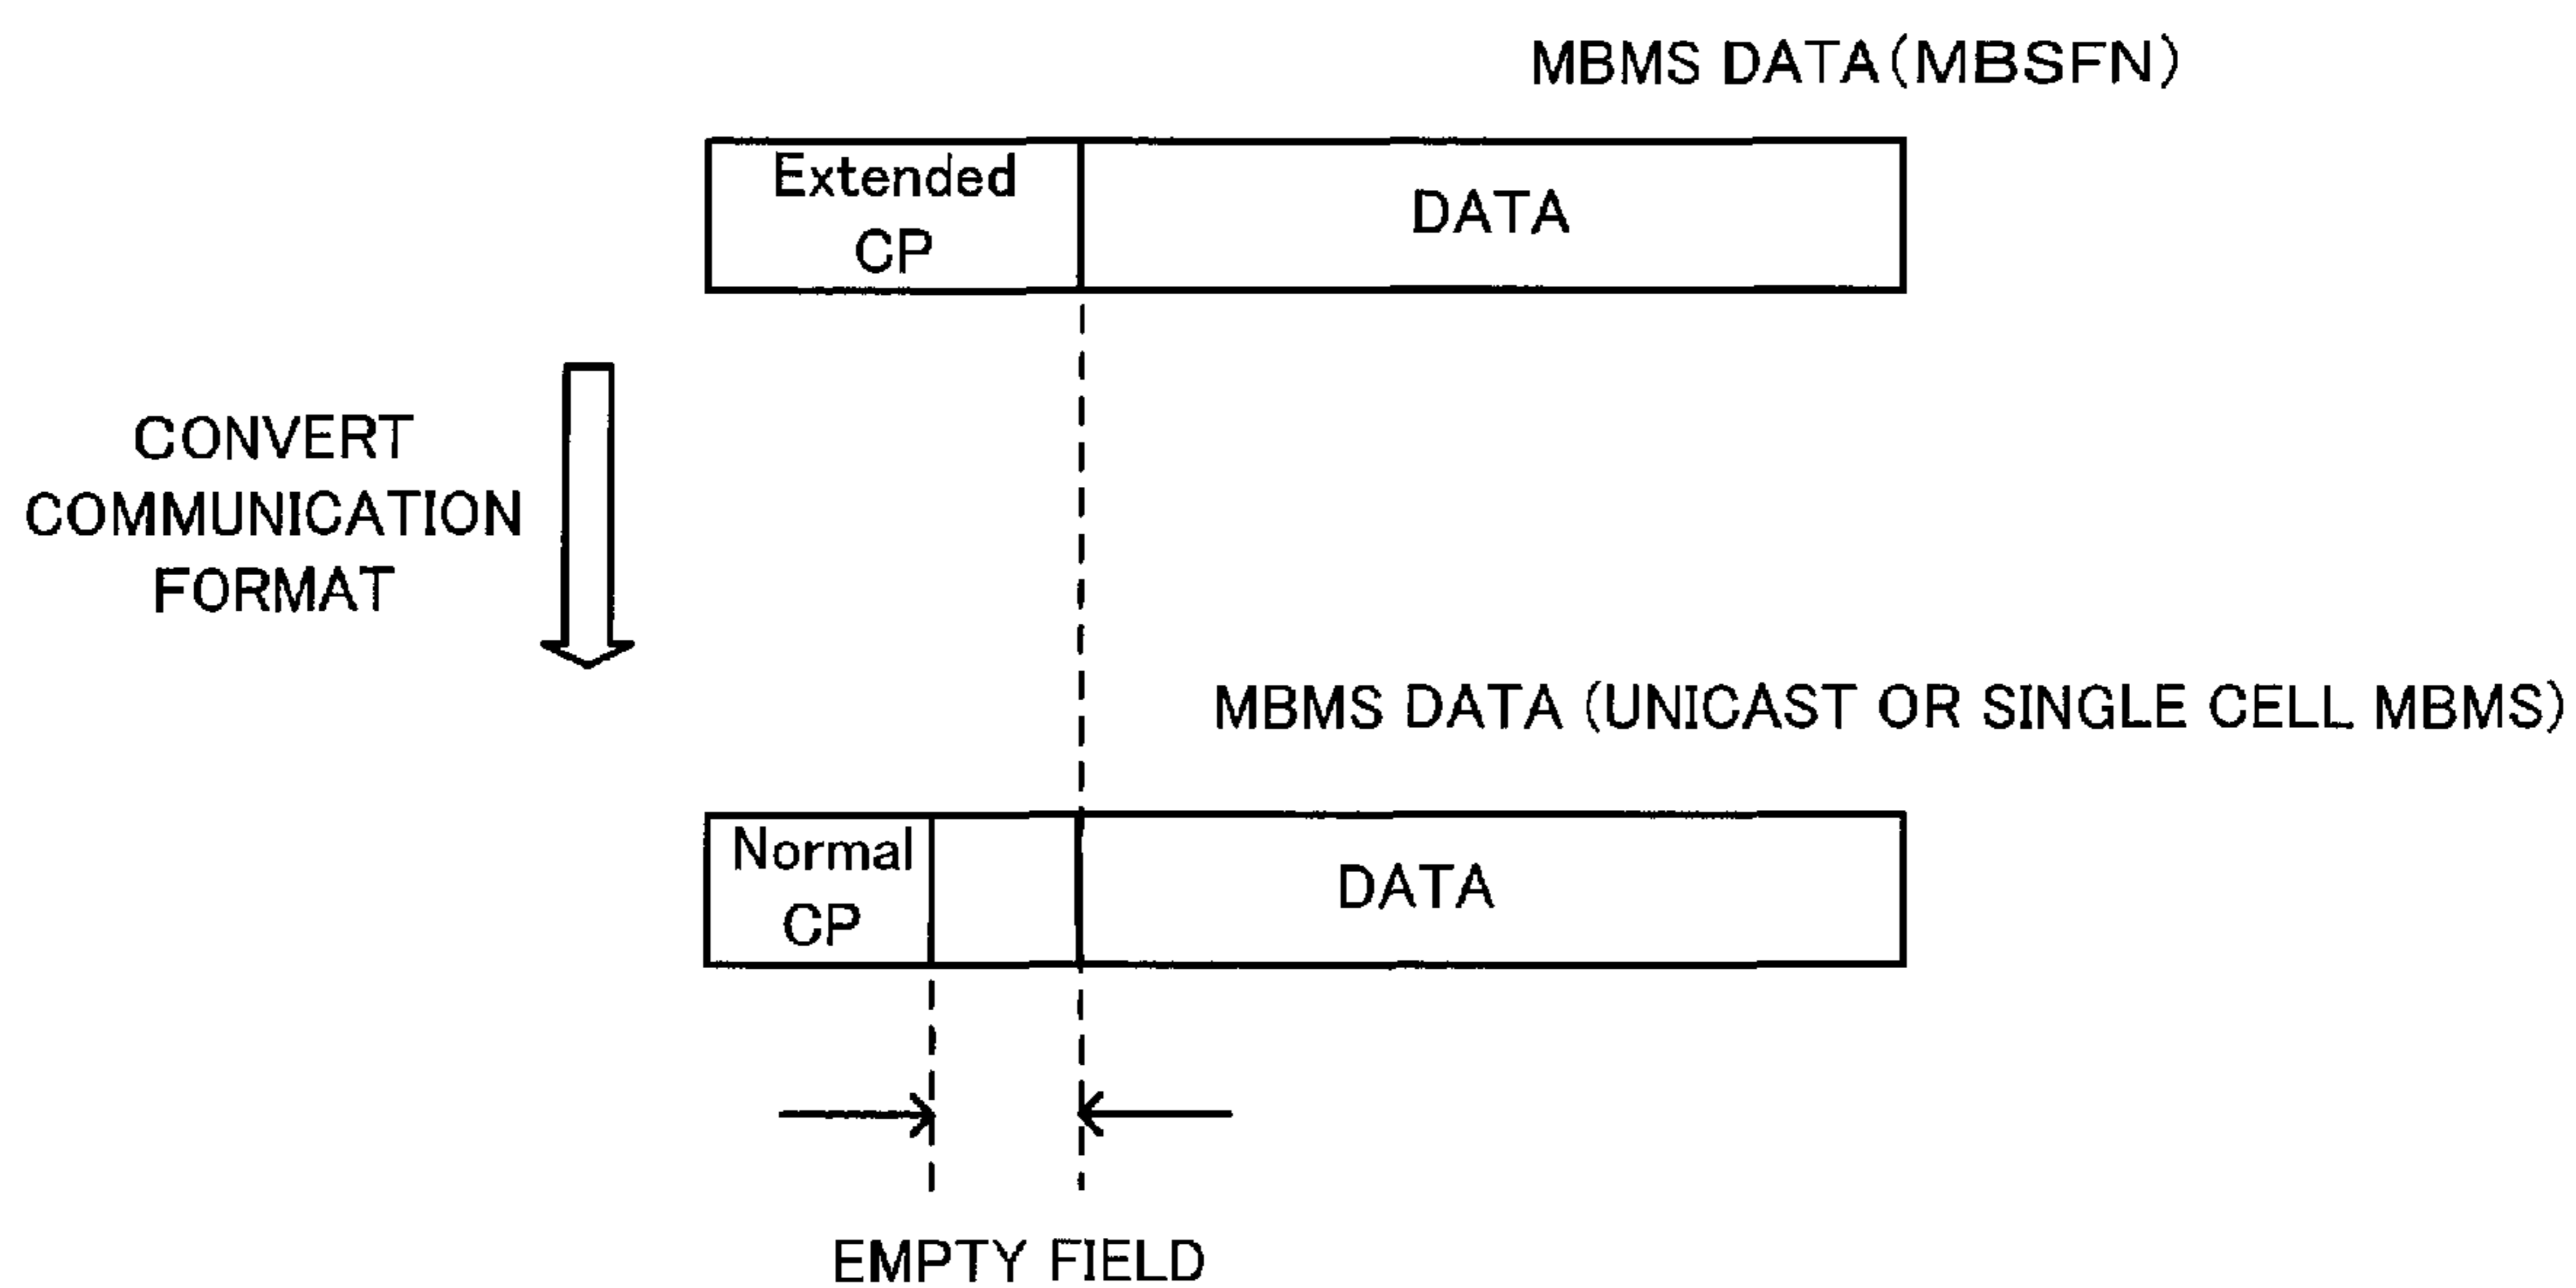 MBMS DATA(MBSFN)
Extended
CP
DATA
CONVERT
COMMUNICATION
FORMAT
MBMS DATA (UNICAST OR SINGLE CELL MBMS)
Normal
CP
DATA
EMPTY FIELD